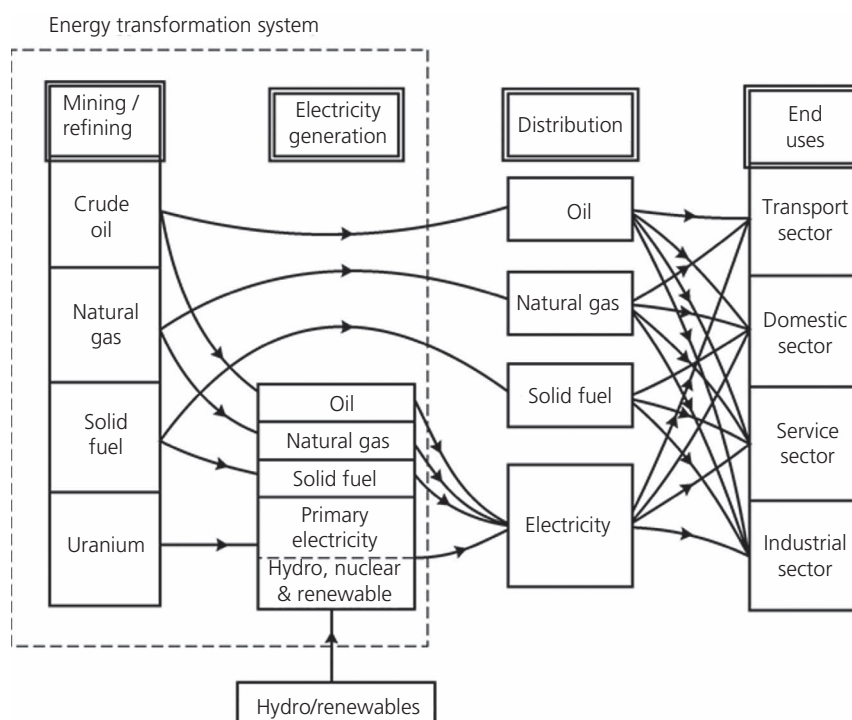 Energy transformation system
Mining /
refining
Electricity
generation
Distribution
End
uses
Crude
oil
Natural
gas
Solid
fuel
Uranium
Oil
Natural gas
Solid fuel
Primary
electricity
Hydro, nuclear
& renewable
Hydro/renewables
Oil
Natural gas
Solid fuel
Electricity
Transport
sector
Domestic
sector
Service
sector
Industrial
sector